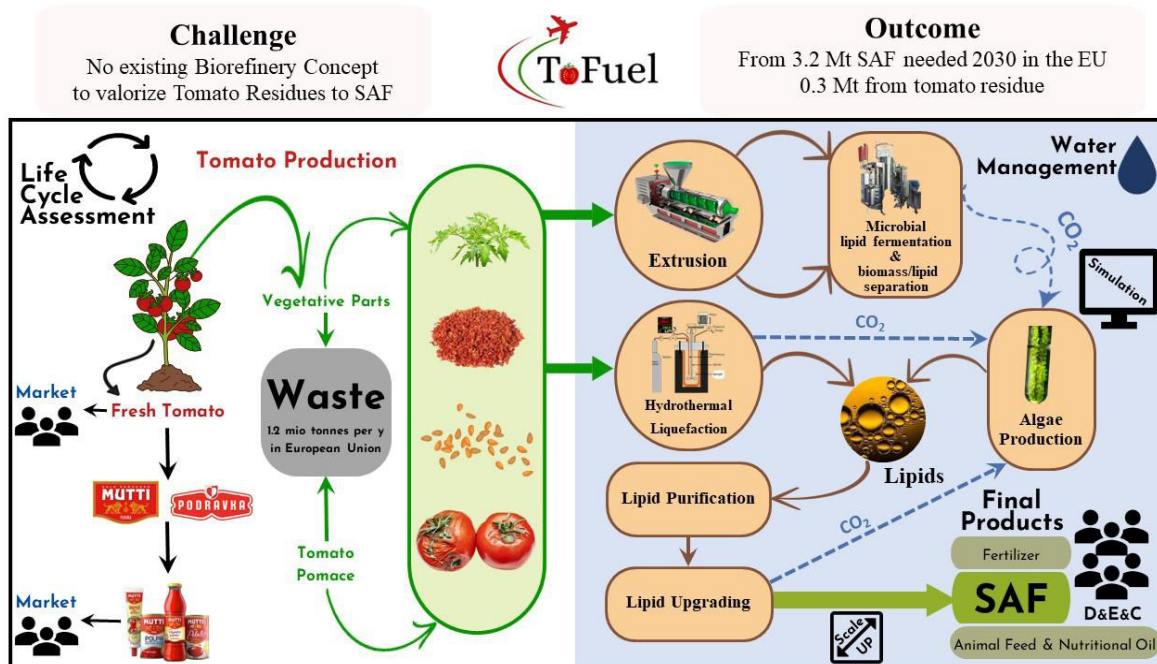 Challenge
No existing Biorefinery Concept
to valorize Tomato Residues to SAF
ToFuel
Outcome
From 3.2 Mt SAF needed 2030 in the EU
0.3 Mt from tomato residue
Life
Cycle
Assessment
Tomato Production
Vegetative Parts
Waste
1.2 mio tonnes per y
in European Union
Tomato
Pomace
Market
Fresh Tomato
MUTTI
PODRAVKA
Market
MUTTI
POLPA
Extrusion
Microbial
lipid fermentation
&
biomass/lipid
separation
Water
Management
CO2
Simulation
CO2
Hydrothermal
Liquefaction
Algae
Production
Lipids
Lipid Purification
CO2
Lipid Upgrading
Scale
UP
Final
Products
Fertilizer
SAF
D&E&C
Animal Feed & Nutritional Oil